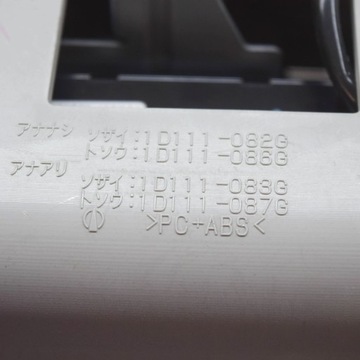 アナナシ ソザイ:1D111-082G
トソウ:1D111-086G
アナアリ ソザイ:1D111-083G
トソウ:1D111-087G
① >PC+ABS<